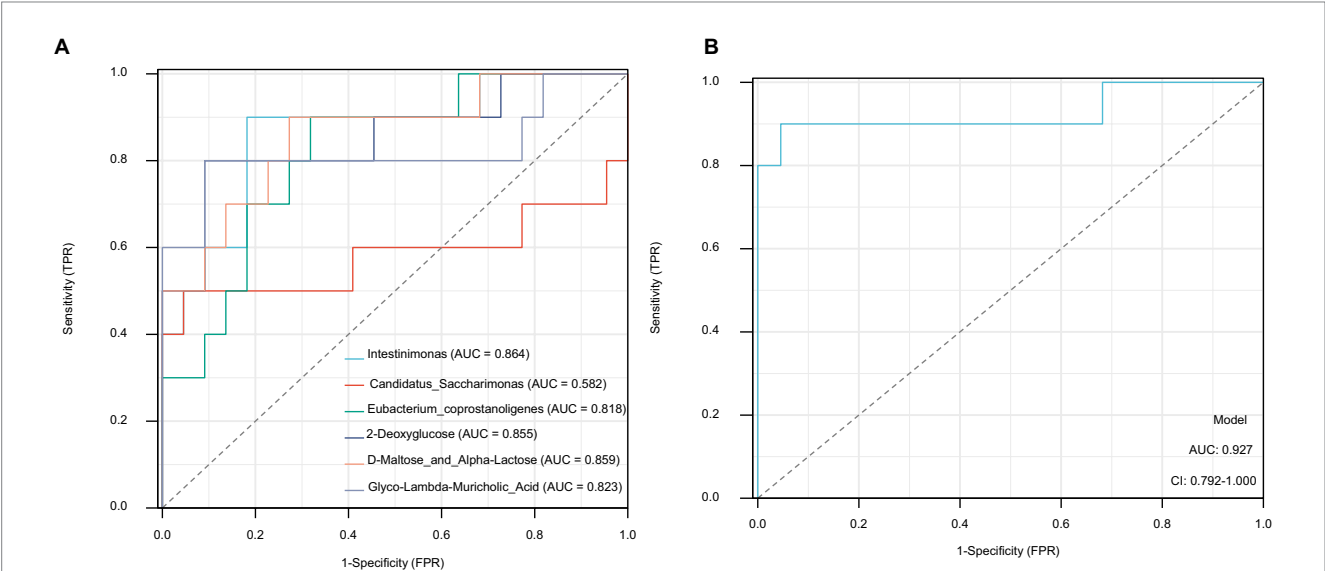 A
1.0
0.8
0.6
0.4
0.2
0.0
Sensitivity (TPR)
Intestinimonas (AUC = 0.864)
Candidatus_Saccharimonas (AUC = 0.582)
Eubacterium_coprostanoligenes (AUC = 0.818)
2-Deoxyglucose (AUC = 0.855)
D-Maltose_and_Alpha-Lactose (AUC = 0.859)
Glyco-Lambda-Muricholic_Acid (AUC = 0.823)
0.0 0.2 0.4 0.6 0.8 1.0
1-Specificity (FPR)
B
1.0
0.8
0.6
0.4
0.2
0.0
Sensitivity (TPR)
Model
AUC: 0.927
CI: 0.792-1.000
0.0 0.2 0.4 0.6 0.8 1.0
1-Specificity (FPR)